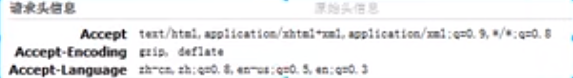 请求头信息 原始头信息
Accept text/html,application/xhtml+xml,application/xml;q=0.9,*/*;q=0.8
Accept-Encoding gzip, deflate
Accept-Language zh-cn,zh;q=0.8,en-us;q=0.5,en;q=0.3